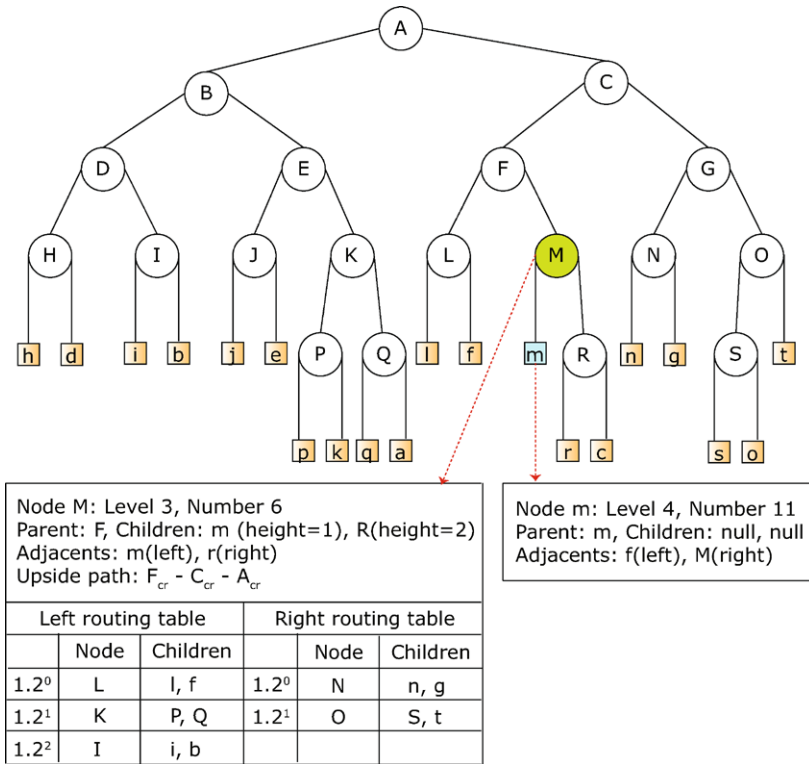 A
B
C
D
E
F
G
H
I
J
K
L
M
N
O
h
d
i
b
j
e
P
Q
l
f
m
R
n
g
S
t
p
k
q
a
r
c
s
o
Node M: Level 3, Number 6
Parent: F, Children: m (height=1), R(height=2)
Adjacents: m(left), r(right)
Upside path: Fcr - Ccr - Acr
Left routing table Right routing table
Node Children Node Children
1.2⁰ L l, f 1.2⁰ N n, g
1.2¹ K P, Q 1.2¹ O S, t
1.2² I i, b
Node m: Level 4, Number 11
Parent: m, Children: null, null
Adjacents: f(left), M(right)